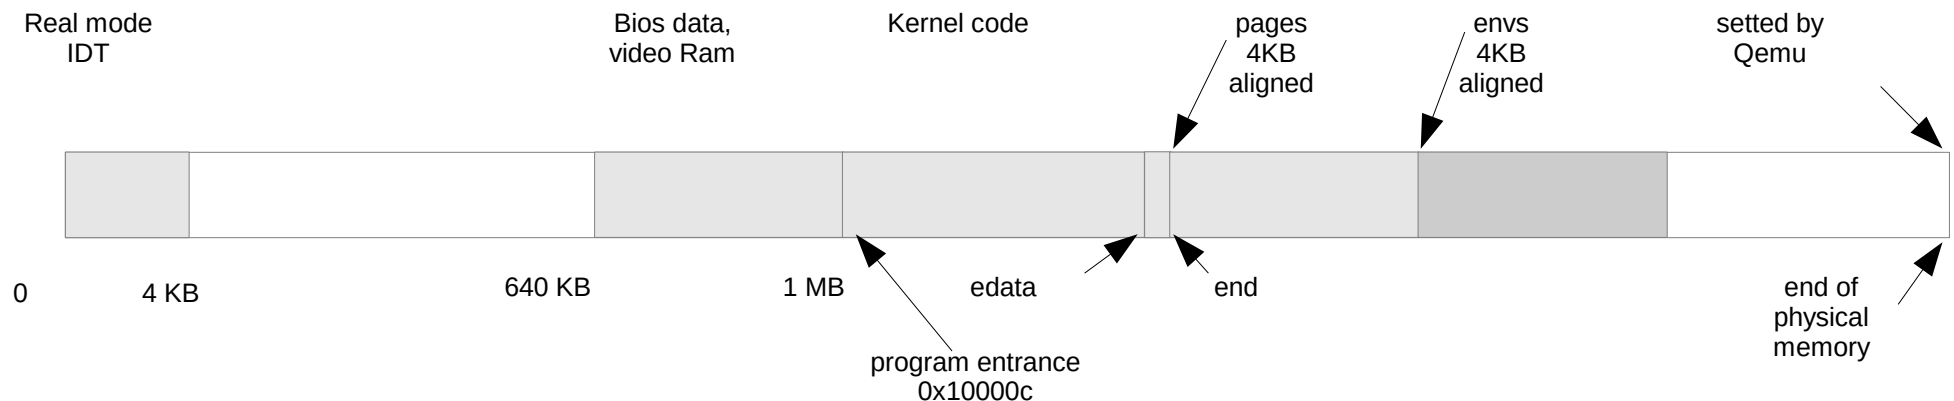 Real mode
IDT
Bios data,
video Ram
Kernel code
pages
4KB
aligned
envs
4KB
aligned
setted by
Qemu
0
4 KB
640 KB
1 MB
edata
end
end of
physical
memory
program entrance
0x10000c